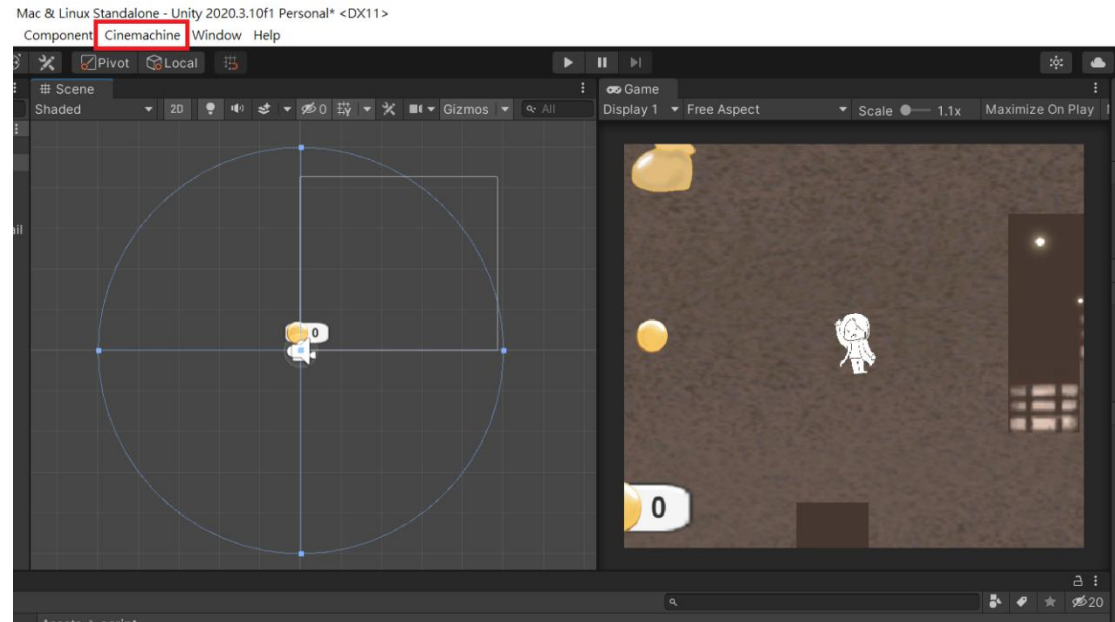 Mac & Linux Standalone - Unity 2020.3.10f1 Personal* <DX11>
Component Cinemachine Window Help
Pivot Local
Scene
Game
Shaded 2D 0 Gizmos All
Display 1 Free Aspect Scale 1.1x Maximize On Play
ail
0
0
20